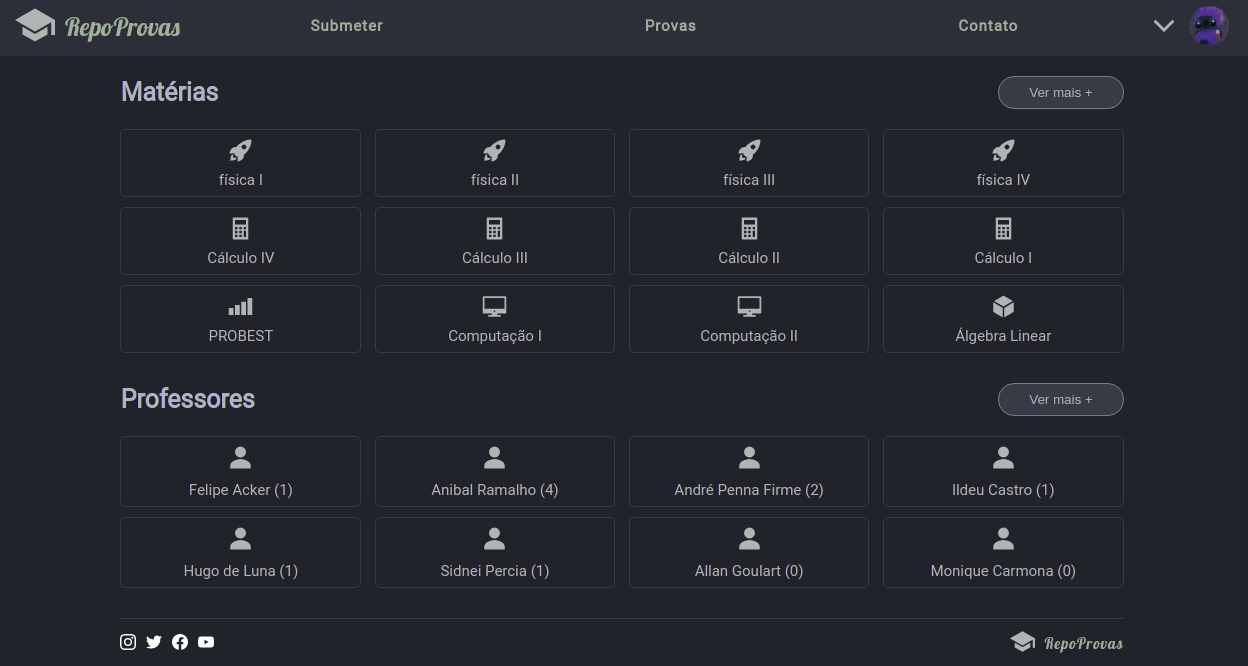 RepoProvas Submeter Provas Contato
Matérias Ver mais +
física I física II física III física IV
Cálculo IV Cálculo III Cálculo II Cálculo I
PROBEST Computação I Computação II Álgebra Linear
Professores Ver mais +
Felipe Acker (1) Anibal Ramalho (4) André Penna Firme (2) Ildeu Castro (1)
Hugo de Luna (1) Sidnei Percia (1) Allan Goulart (0) Monique Carmona (0)
RepoProvas